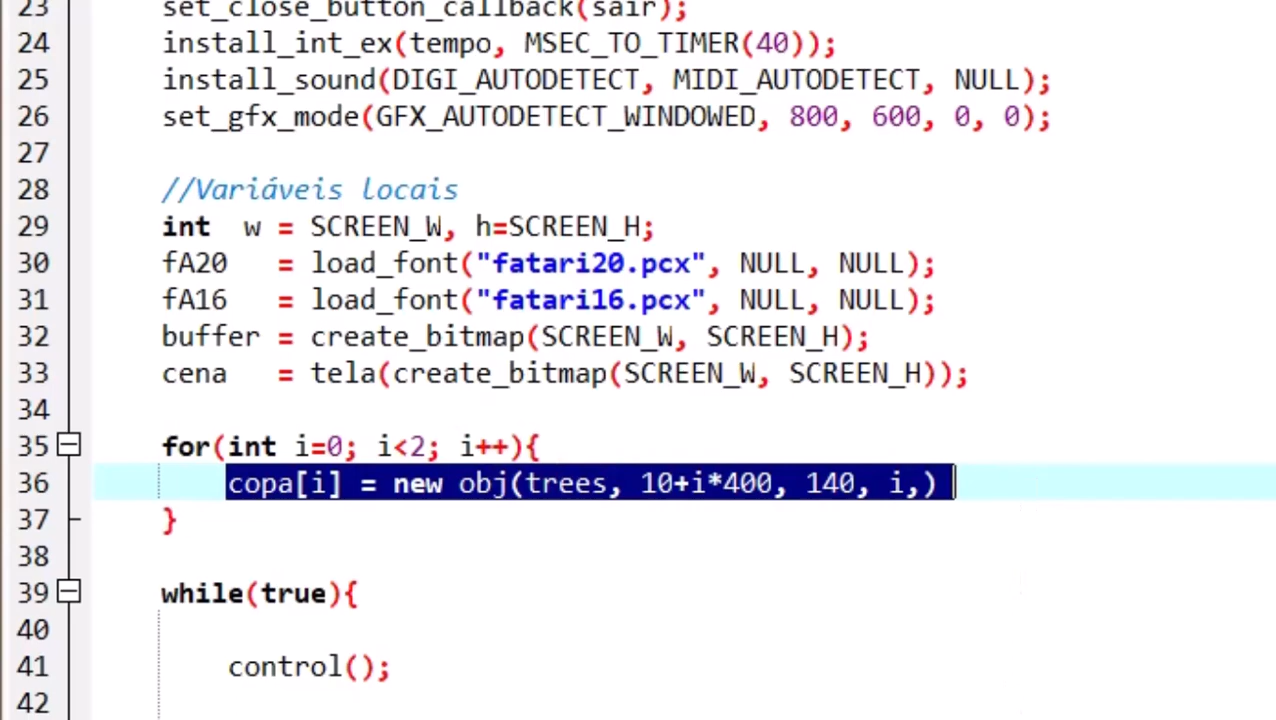 23 set_close_button_callback(sair);
24 install_int_ex(tempo, MSEC_TO_TIMER(40));
25 install_sound(DIGI_AUTODETECT, MIDI_AUTODETECT, NULL);
26 set_gfx_mode(GFX_AUTODETECT_WINDOWED, 800, 600, 0, 0);
27
28 //Variáveis locais
29 int  w = SCREEN_W, h=SCREEN_H;
30 fA20   = load_font("fatari20.pcx", NULL, NULL);
31 fA16   = load_font("fatari16.pcx", NULL, NULL);
32 buffer = create_bitmap(SCREEN_W, SCREEN_H);
33 cena   = tela(create_bitmap(SCREEN_W, SCREEN_H));
34
35 for(int i=0; i<2; i++){
36     copa[i] = new obj(trees, 10+i*400, 140, i,)
37 }
38
39 while(true){
40
41     control();
42